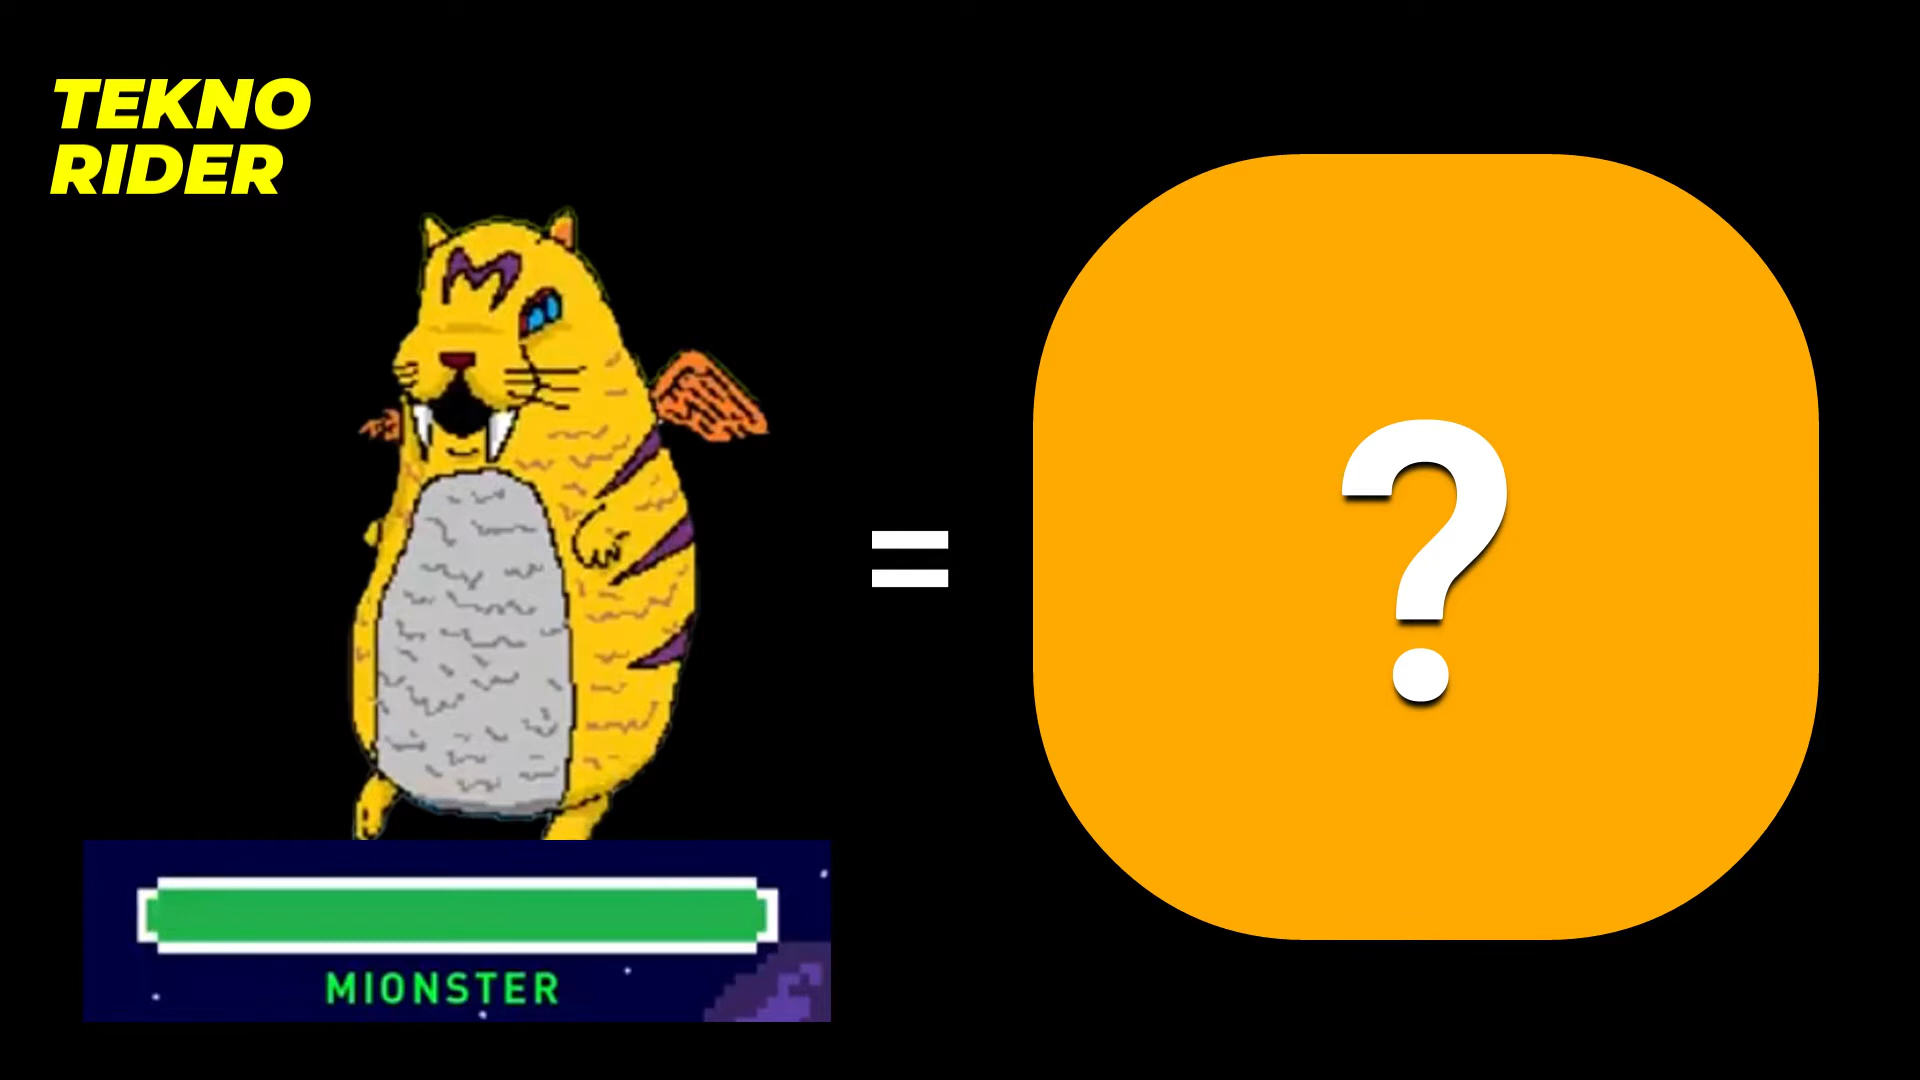 TEKNO
RIDER
=
?
MIONSTER